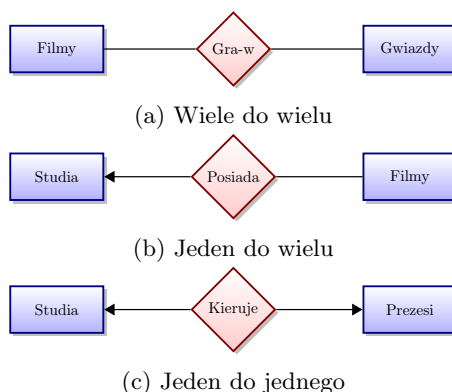 Filmy Gra-w Gwiazdy
(a) Wiele do wielu
Studia Posiada Filmy
(b) Jeden do wielu
Studia Kieruje Prezesi
(c) Jeden do jednego